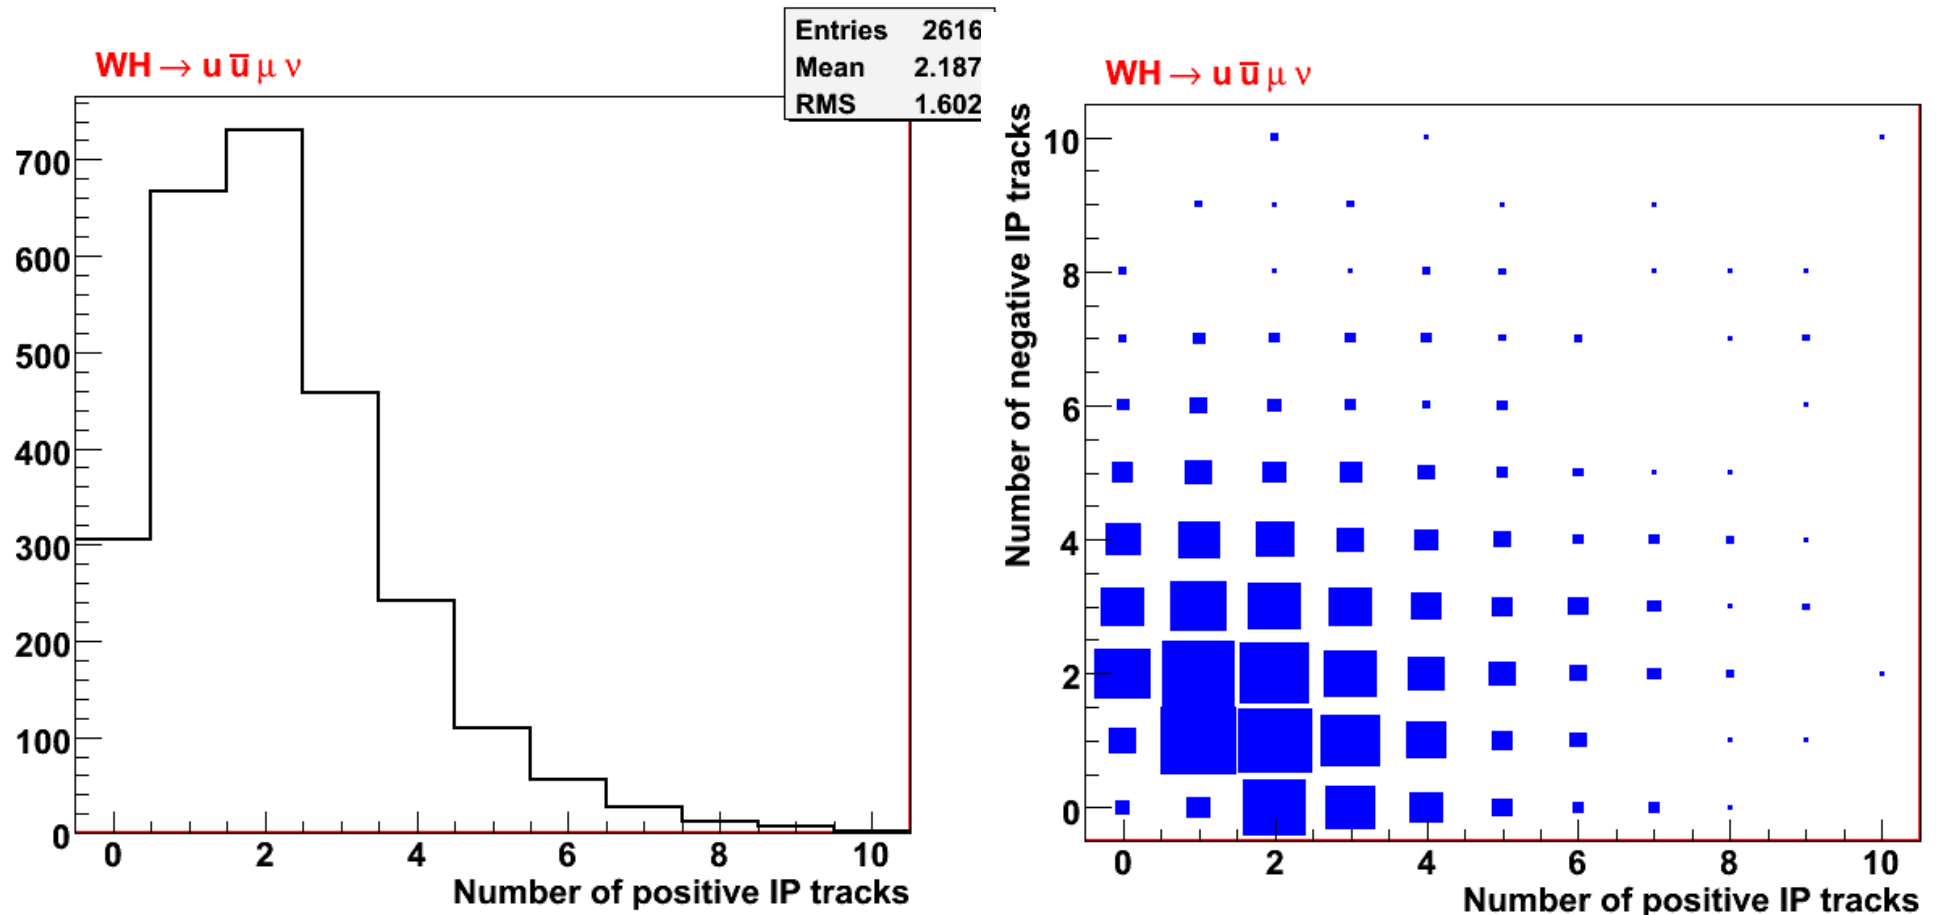 Entries 2616
Mean 2.187
RMS 1.602
WH → u u̅ μ ν
700
600
500
400
300
200
100
0
0 2 4 6 8 10
Number of positive IP tracks
WH → u u̅ μ ν
Number of negative IP tracks
10
8
6
4
2
0
0 2 4 6 8 10
Number of positive IP tracks